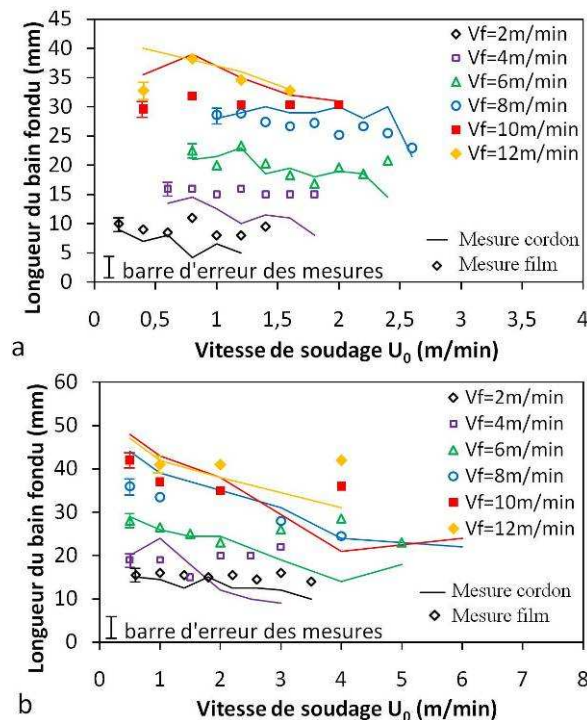 a
Longueur du bain fondu (mm)
45
40
35
30
25
20
15
10
5
0
Vf=2m/min
Vf=4m/min
Vf=6m/min
Vf=8m/min
Vf=10m/min
Vf=12m/min
Mesure cordon
Mesure film
barre d'erreur des mesures
0
0,5
1
1,5
2
2,5
3
3,5
4
Vitesse de soudage U0 (m/min)
b
Longueur du bain fondu (mm)
60
50
40
30
20
10
0
Vf=2m/min
Vf=4m/min
Vf=6m/min
Vf=8m/min
Vf=10m/min
Vf=12m/min
Mesure cordon
Mesure film
barre d'erreur des mesures
0
1
2
3
4
5
6
7
8
Vitesse de soudage U0 (m/min)